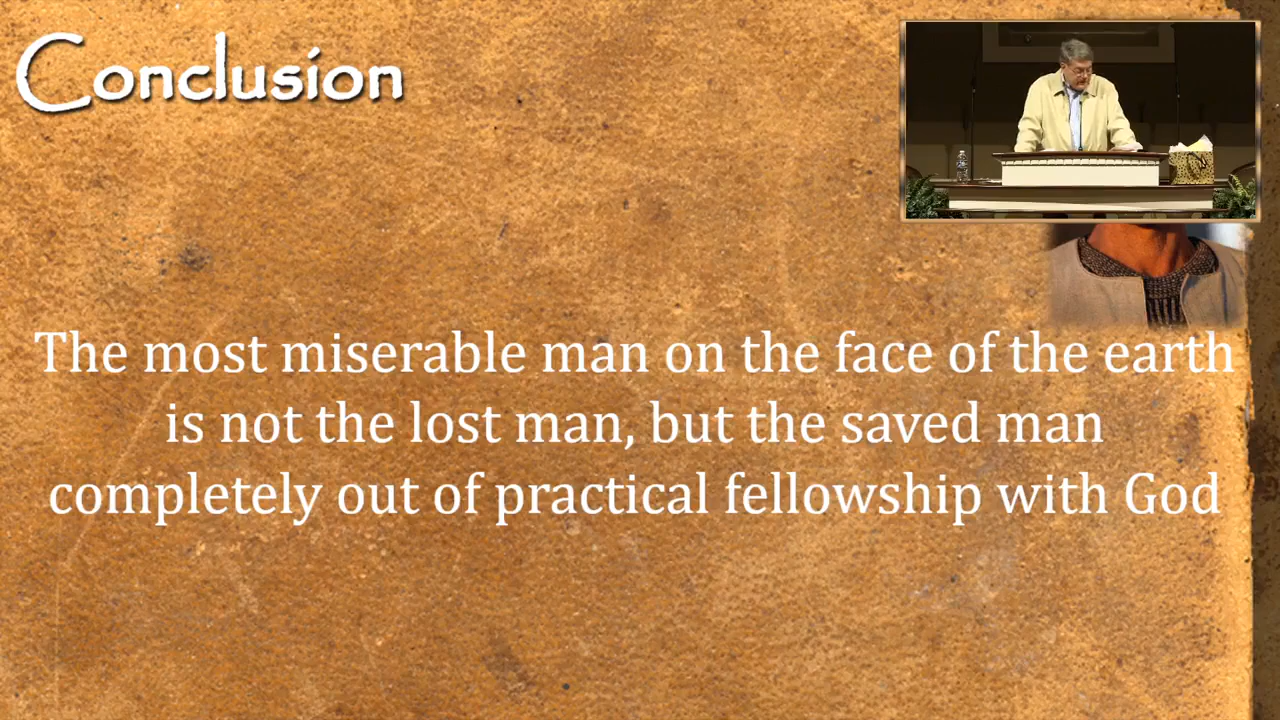 Conclusion
The most miserable man on the face of the earth
is not the lost man, but the saved man
completely out of practical fellowship with God